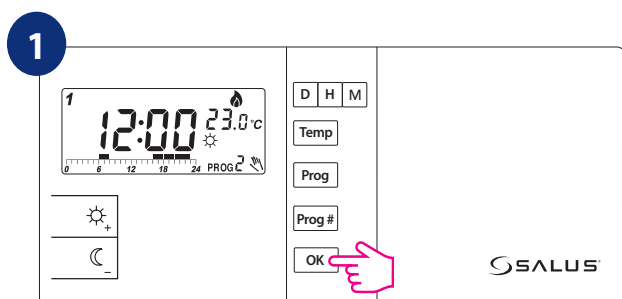 1
1
12:00
23.0°C
0 6 12 18 24
PROG 2
+
-
D H M
Temp
Prog
Prog #
OK
SALUS